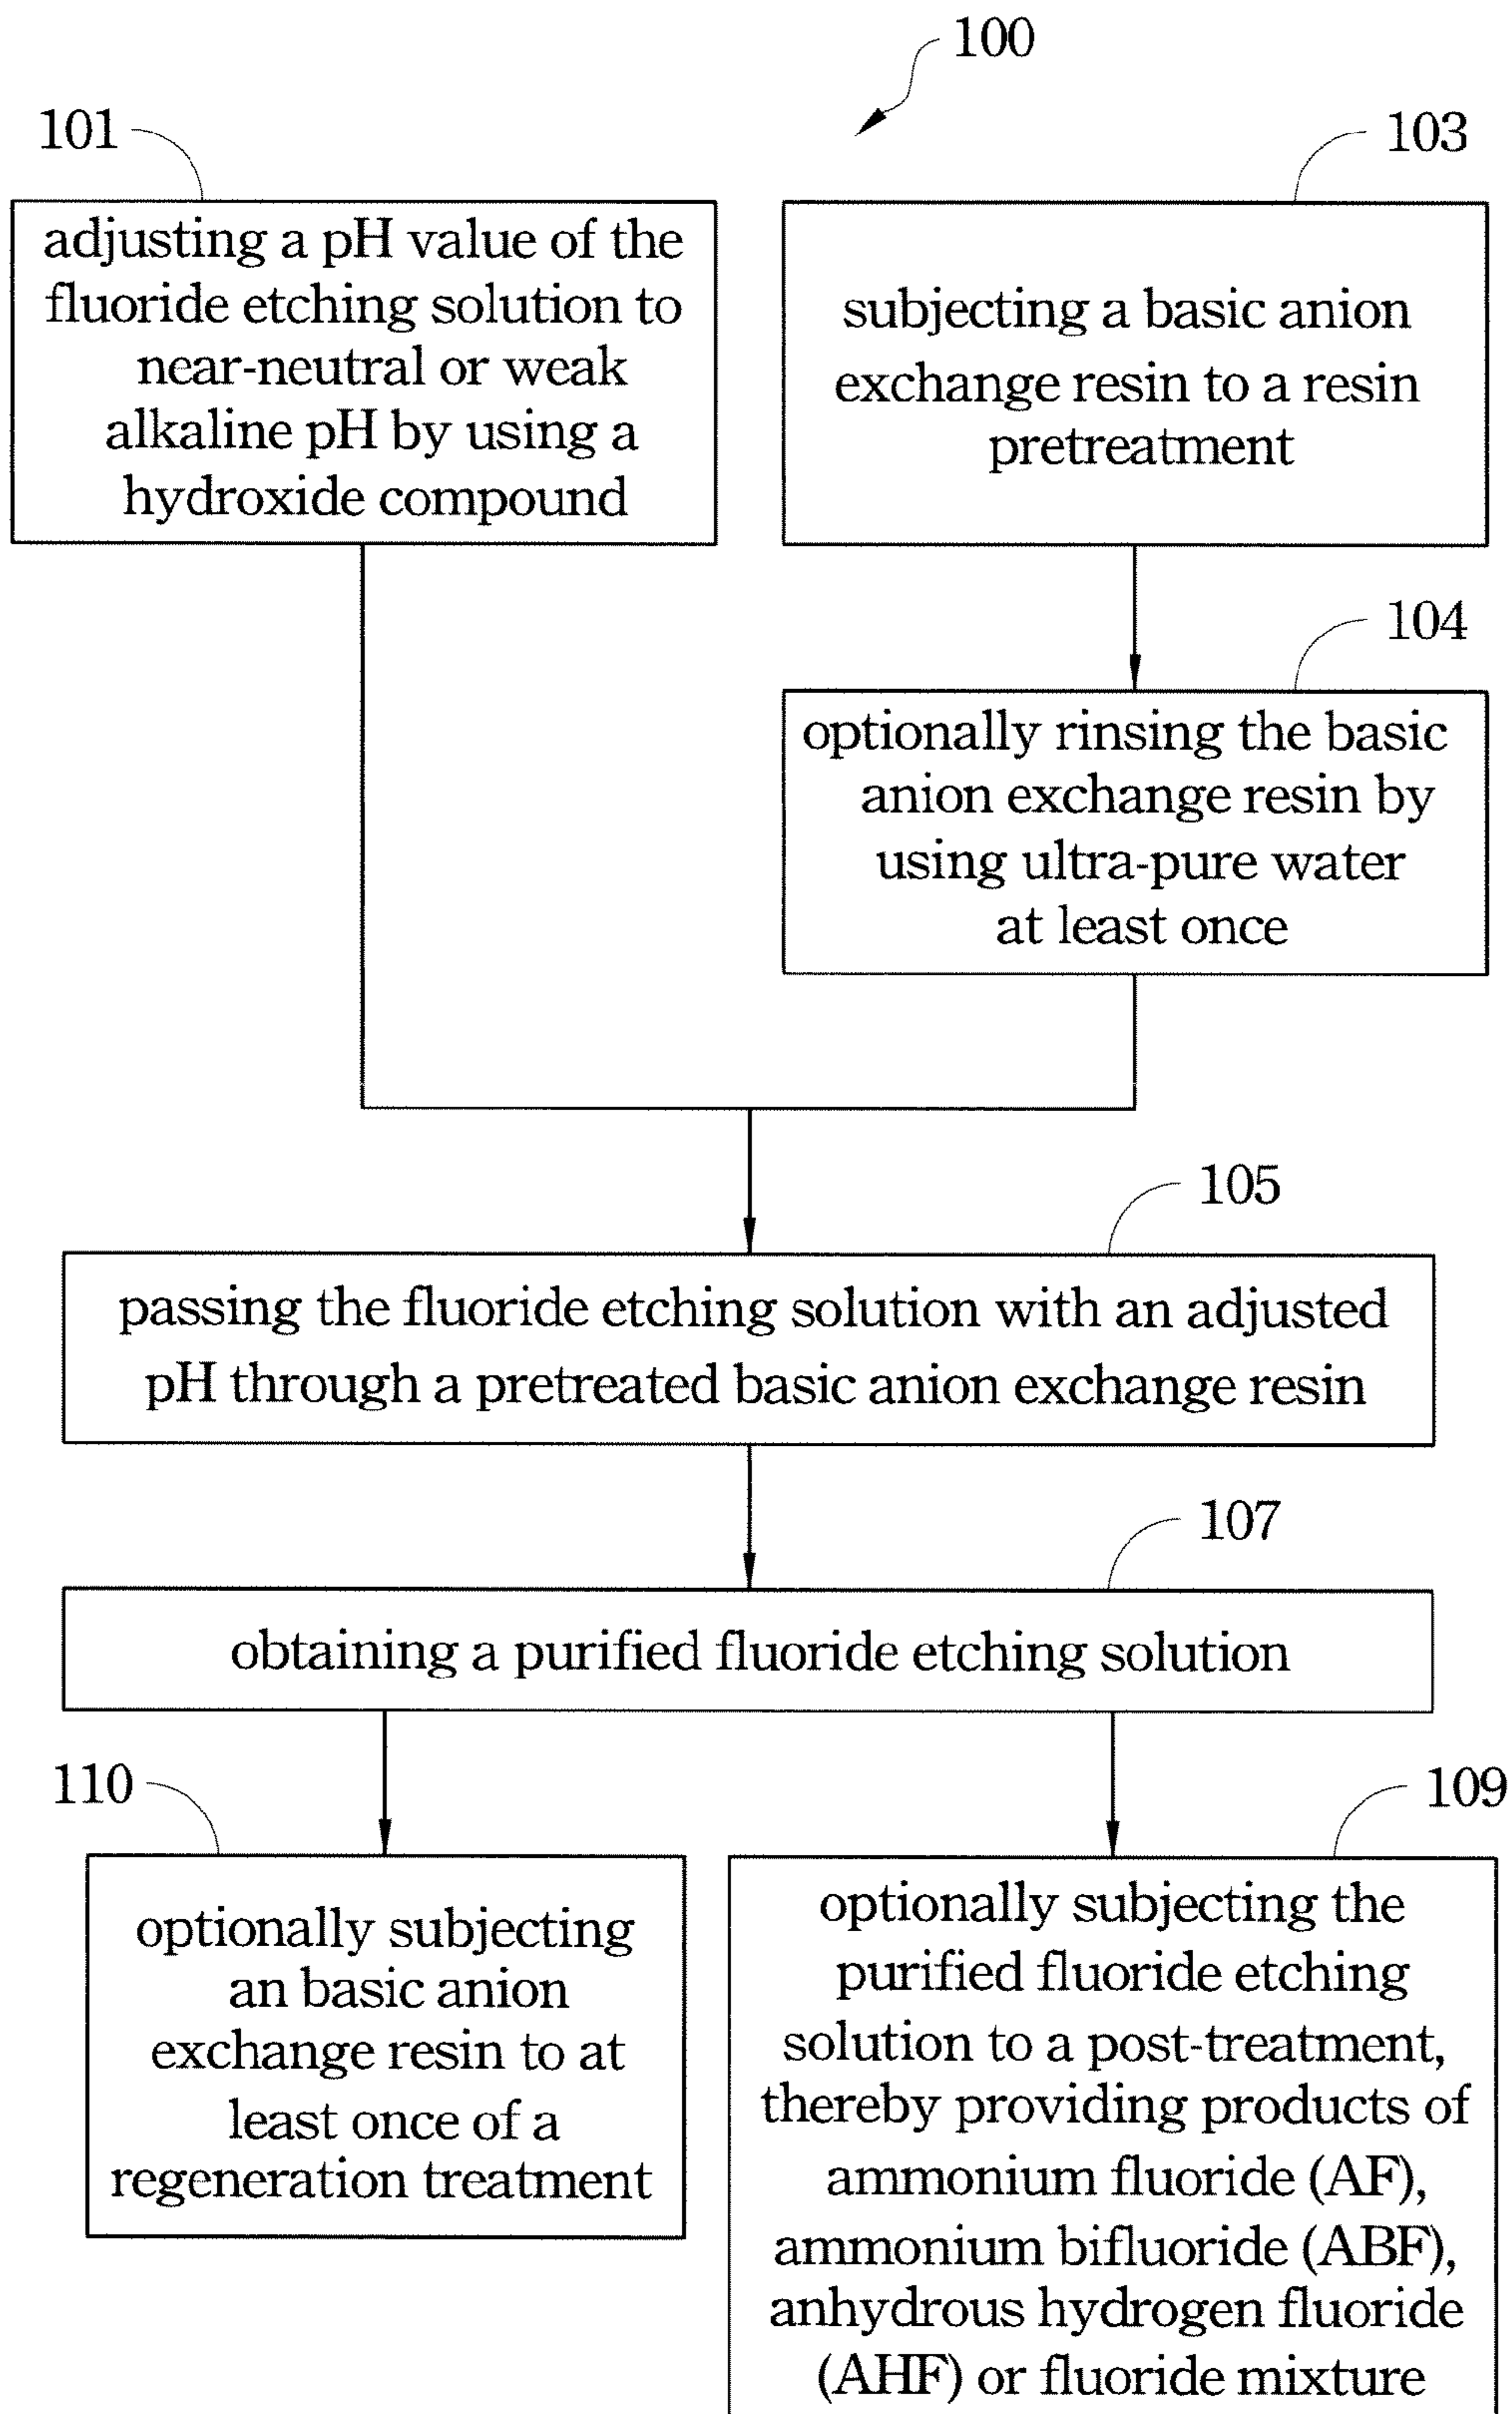 100
101
adjusting a pH value of the
fluoride etching solution to
near-neutral or weak
alkaline pH by using a
hydroxide compound
103
subjecting a basic anion
exchange resin to a resin
pretreatment
104
optionally rinsing the basic
anion exchange resin by
using ultra-pure water
at least once
105
passing the fluoride etching solution with an adjusted
pH through a pretreated basic anion exchange resin
107
obtaining a purified fluoride etching solution
110
optionally subjecting
an basic anion
exchange resin to at
least once of a
regeneration treatment
109
optionally subjecting the
purified fluoride etching
solution to a post-treatment,
thereby providing products of
ammonium fluoride (AF),
ammonium bifluoride (ABF),
anhydrous hydrogen fluoride
(AHF) or fluoride mixture